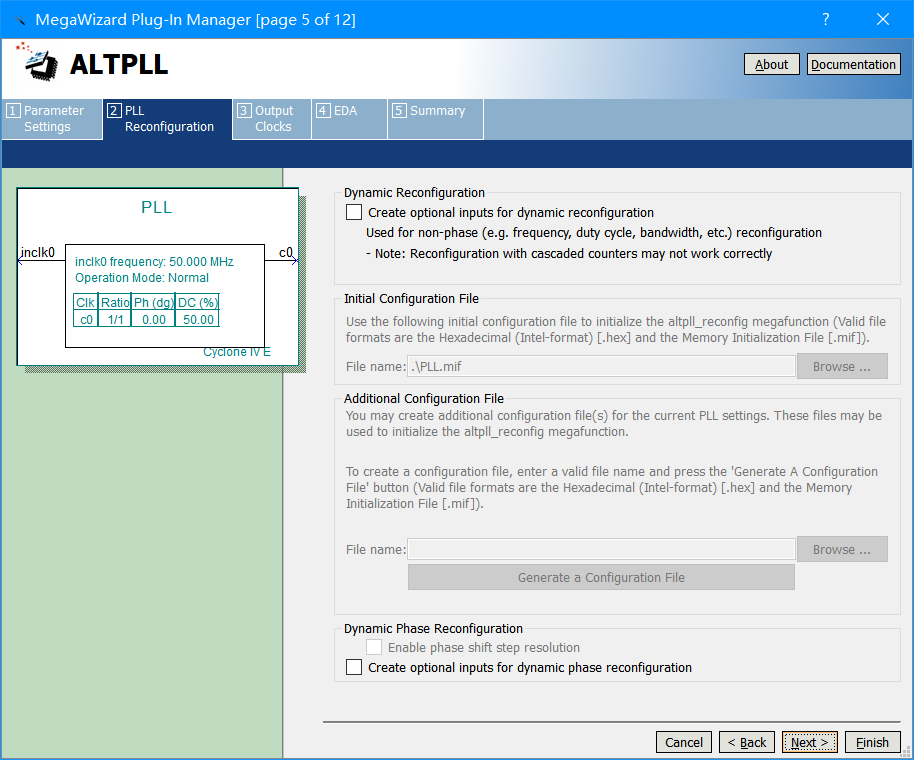 MegaWizard Plug-In Manager [page 5 of 12]
?
ALTPLL
About
Documentation
1 Parameter
Settings
2 PLL
Reconfiguration
3 Output
Clocks
4 EDA
5 Summary
PLL
inclk0
c0
inclk0 frequency: 50.000 MHz
Operation Mode: Normal
Clk Ratio Ph (dg) DC (%)
c0 1/1 0.00 50.00
Cyclone IV E
Dynamic Reconfiguration
Create optional inputs for dynamic reconfiguration
Used for non-phase (e.g. frequency, duty cycle, bandwidth, etc.) reconfiguration
- Note: Reconfiguration with cascaded counters may not work correctly
Initial Configuration File
Use the following initial configuration file to initialize the altpll_reconfig megafunction (Valid file
formats are the Hexadecimal (Intel-format) [.hex] and the Memory Initialization File [.mif]).
File name: .\PLL.mif
Browse ...
Additional Configuration File
You may create additional configuration file(s) for the current PLL settings. These files may be
used to initialize the altpll_reconfig megafunction.
To create a configuration file, enter a valid file name and press the 'Generate A Configuration
File' button (Valid file formats are the Hexadecimal (Intel-format) [.hex] and the Memory
Initialization File [.mif]).
File name:
Browse ...
Generate a Configuration File
Dynamic Phase Reconfiguration
Enable phase shift step resolution
Create optional inputs for dynamic phase reconfiguration
Cancel
< Back
Next >
Finish